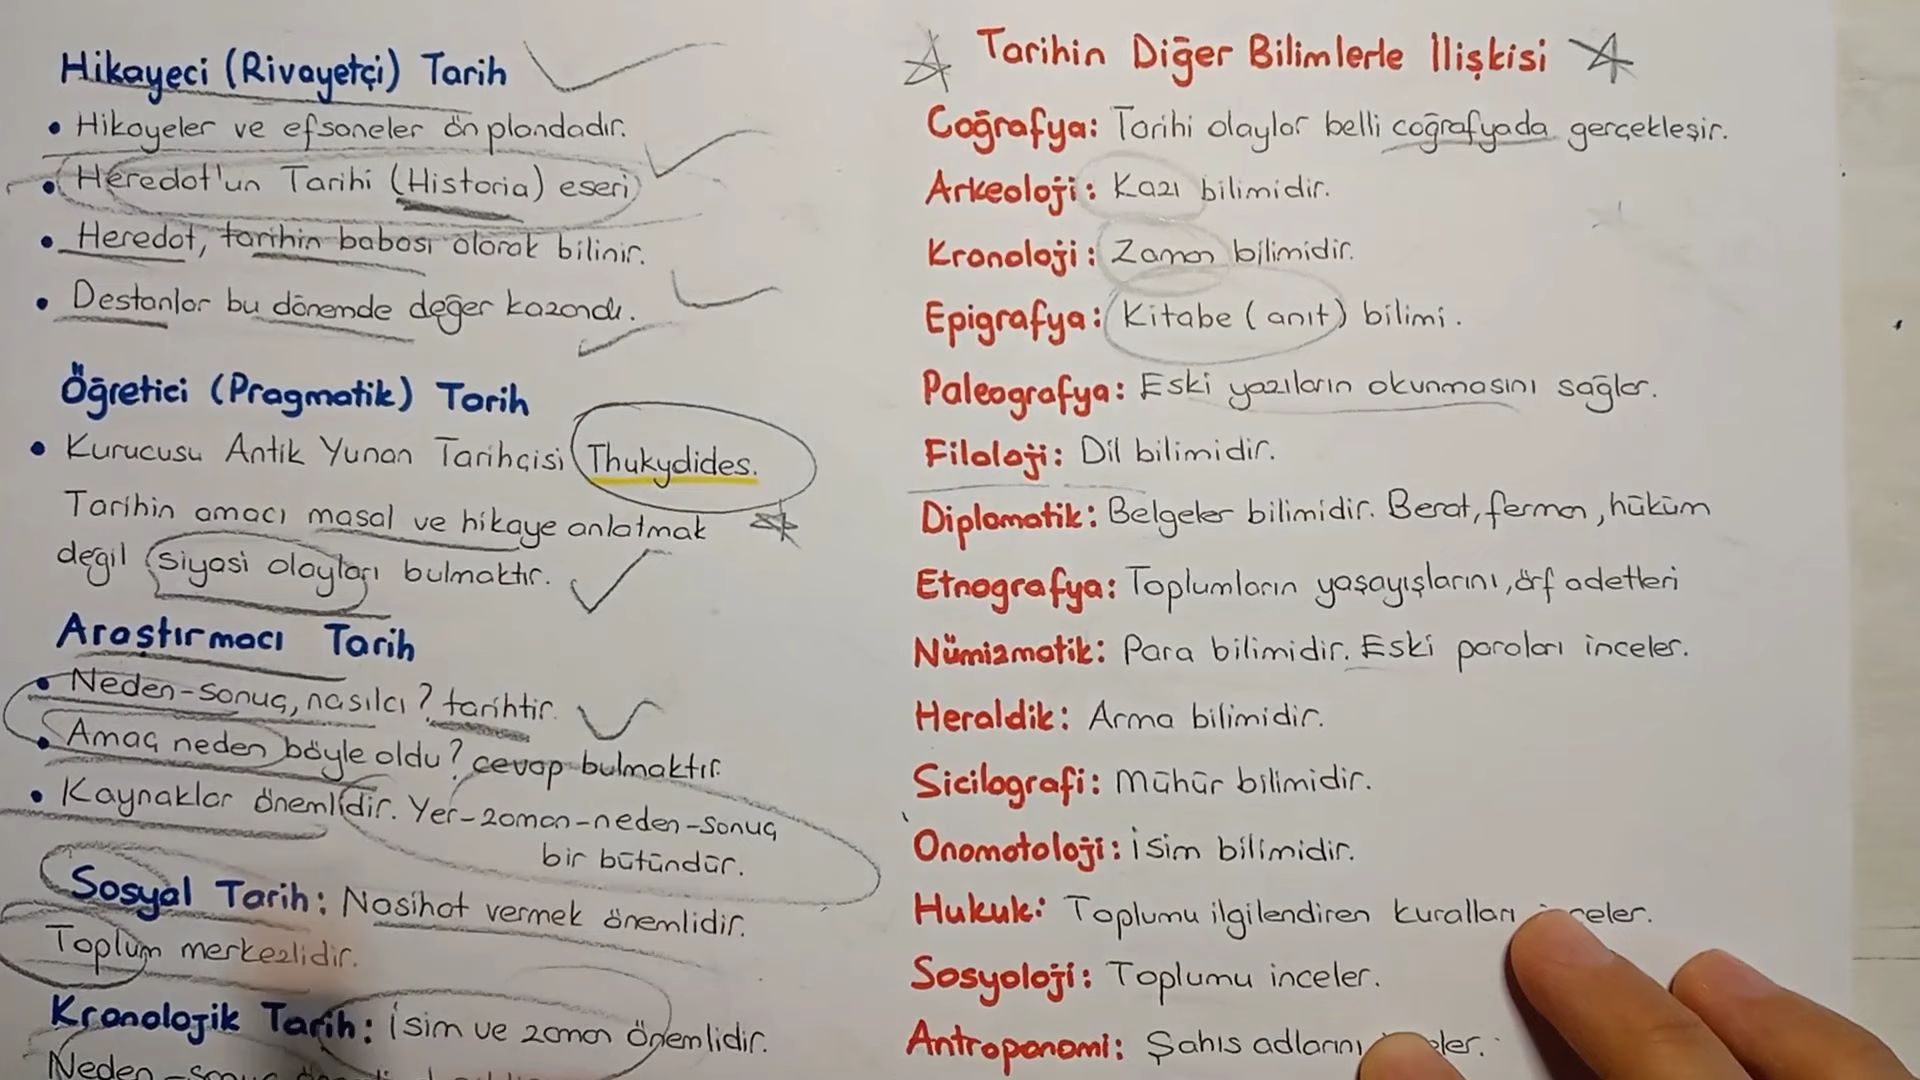 Hikayeci (Rivayetçi) Tarih
• Hikayeler ve efsaneler ön plandadır.
• Heredot'un Tarihi (Historia) eseri
• Heredot, tarihin babası olarak bilinir.
• Destanlar bu dönemde değer kazandı.
Öğretici (Pragmatik) Tarih
• Kurucusu Antik Yunan Tarihçisi Thukydides.
Tarihin amacı masal ve hikaye anlatmak
değil siyasi olayları bulmaktır.
Araştırmacı Tarih
• Neden-sonuç, nasılcı? tarihtir.
• Amaç neden böyle oldu? cevap bulmaktır.
• Kaynaklar önemlidir. Yer-zaman-neden-sonuç
bir bütündür.
Sosyal Tarih: Nasihat vermek önemlidir.
Toplum merkezlidir.
Kronolojik Tarih: İsim ve zaman önemlidir.
Neden-sonuç
Tarihin Diğer Bilimlerle İlişkisi
Coğrafya: Tarihi olaylar belli coğrafyada gerçekleşir.
Arkeoloji: Kazı bilimidir.
Kronoloji: Zaman bilimidir.
Epigrafya: Kitabe (anıt) bilimi.
Paleografya: Eski yazıların okunmasını sağlar.
Filoloji: Dil bilimidir.
Diplomatik: Belgeler bilimidir. Berat, ferman, hüküm
Etnografya: Toplumların yaşayışlarını, örf adetleri
Nümizmatik: Para bilimidir. Eski paraları inceler.
Heraldik: Arma bilimidir.
Sicilografi: Mühür bilimidir.
Onomotoloji: İsim bilimidir.
Hukuk: Toplumu ilgilendiren kuralları inceler.
Sosyoloji: Toplumu inceler.
Antroponomi: Şahıs adlarını